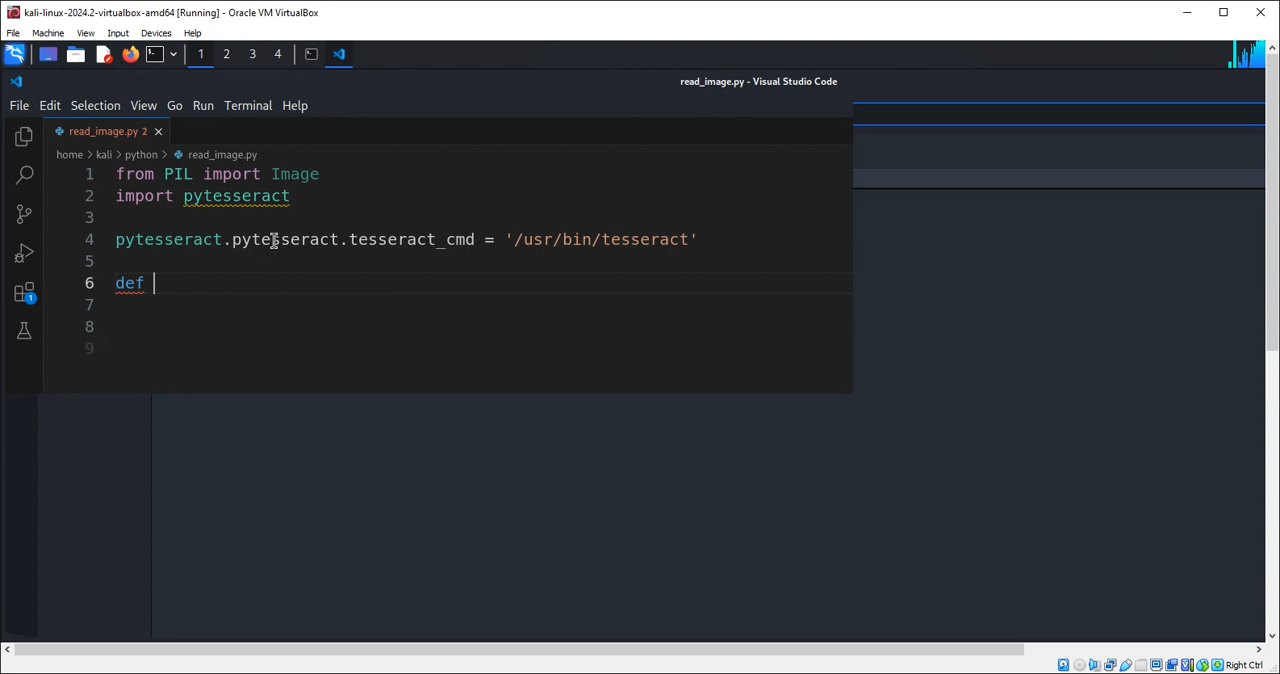 kali-linux-2024.2-virtualbox-amd64 [Running] - Oracle VM VirtualBox
File Machine View Input Devices Help
1 2 3 4
read_image.py - Visual Studio Code
File Edit Selection View Go Run Terminal Help
read_image.py 2
home > kali > python > read_image.py
1 from PIL import Image
2 import pytesseract
3
4 pytesseract.pytesseract.tesseract_cmd = '/usr/bin/tesseract'
5
6 def
7
8
9
1
Right Ctrl